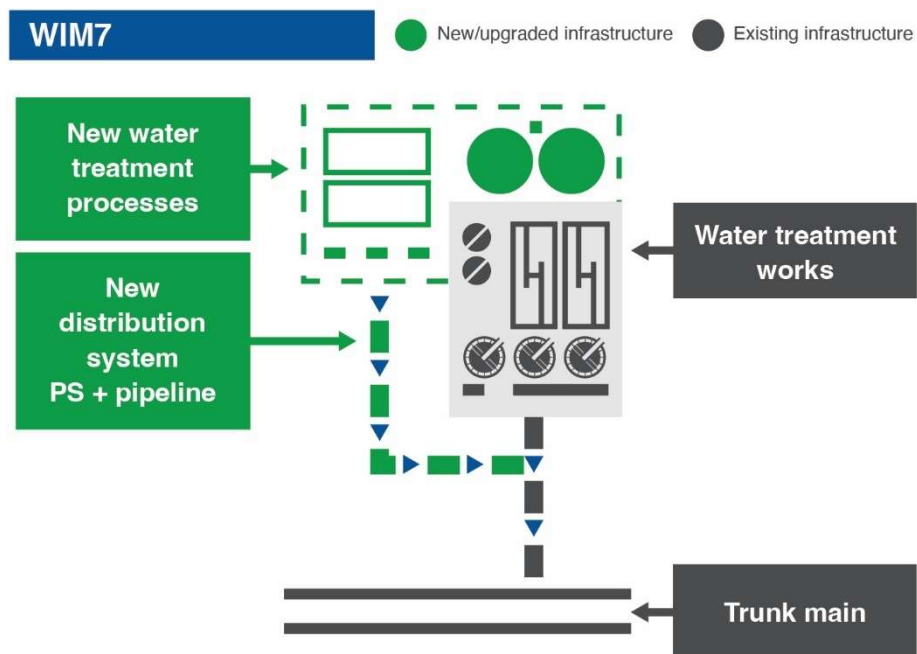 WIM7
New/upgraded infrastructure
Existing infrastructure
New water
treatment
processes
Water treatment
works
New
distribution
system
PS + pipeline
Trunk main